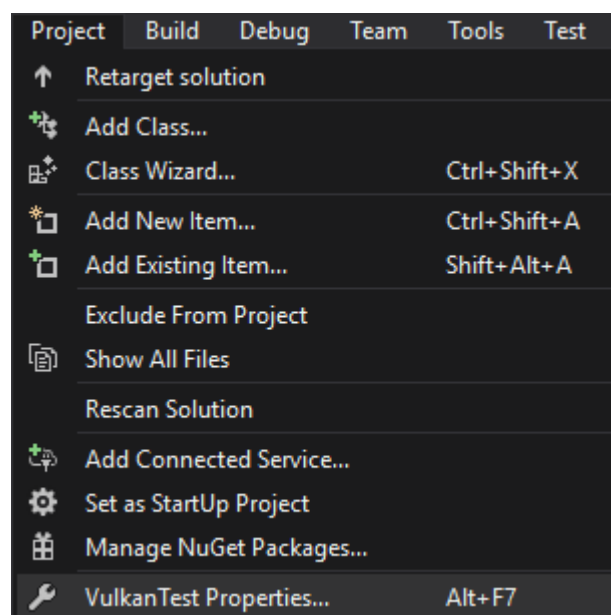 Project Build Debug Team Tools Test
Retarget solution
Add Class...
Class Wizard... Ctrl+Shift+X
Add New Item... Ctrl+Shift+A
Add Existing Item... Shift+Alt+A
Exclude From Project
Show All Files
Rescan Solution
Add Connected Service...
Set as StartUp Project
Manage NuGet Packages...
VulkanTest Properties... Alt+F7